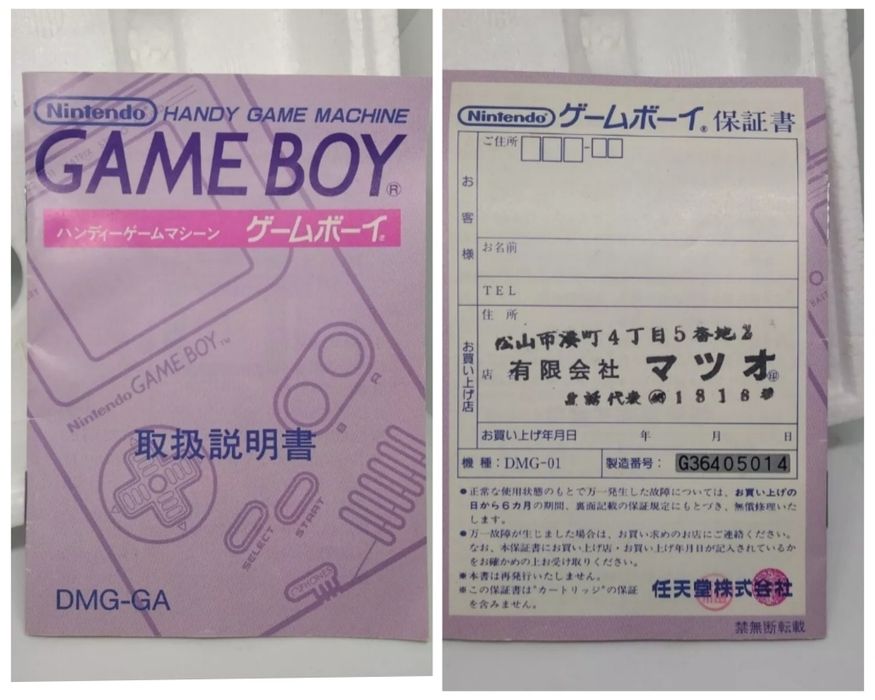 Nintendo HANDY GAME MACHINE
GAME BOY®
ハンディーゲームマシーン ゲームボーイ®
Nintendo GAME BOY™
B A
取扱説明書
SELECT START
PHONES
DMG-GA
Nintendo ゲームボーイ® 保証書
お客様
ご住所
お名前
TEL
お買い上げ店
住所
松山市湊町4丁目5番地2
店 有限会社 マツオ
電話代表 1818番
お買い上げ年月日 年 月 日
機種:DMG-01 製造番号: G36405014
●正常な使用状態のもとで万一発生した故障については、お買い上げの
日から6カ月の期間、裏面記載の保証規定にもとづき、無償修理いた
します。
●万一故障が生じました場合は、お買い求めのお店にご連絡ください。
なお、本保証書にお買い上げ店・お買い上げ年月日が記入されているか
をお確かめの上お受け取りください。
●本書は再発行いたしません。
※この保証書は"カートリッジ"の保証
を含みません。
任天堂株式会社
禁無断転載